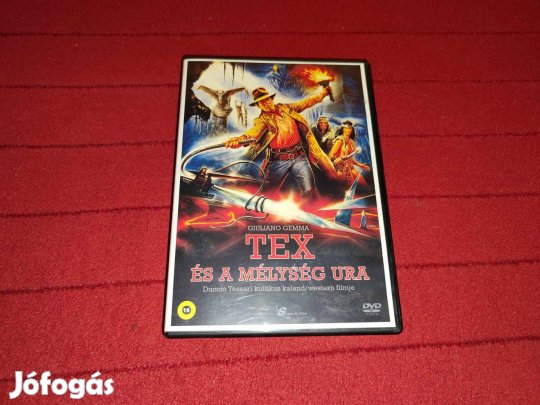 GIULIANO GEMMA
TEX
ÉS A MÉLYSÉG URA
Duccio Tessari kultikus kaland/western filmje
16
DVD
Jófogás